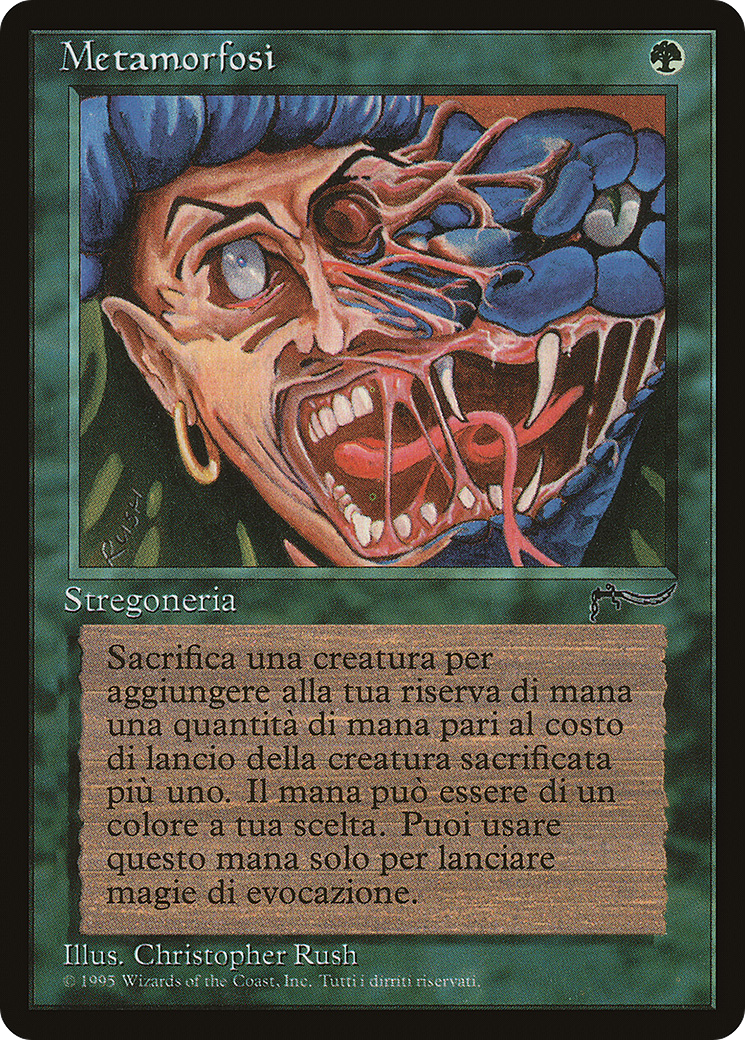 Metamorfosi
RUSH
Stregoneria
Sacrifica una creatura per
aggiungere alla tua riserva di mana
una quantità di mana pari al costo
di lancio della creatura sacrificata
più uno. Il mana può essere di un
colore a tua scelta. Puoi usare
questo mana solo per lanciare
magie di evocazione.
Illus. Christopher Rush
© 1995 Wizards of the Coast, Inc. Tutti i dirriti riservati.